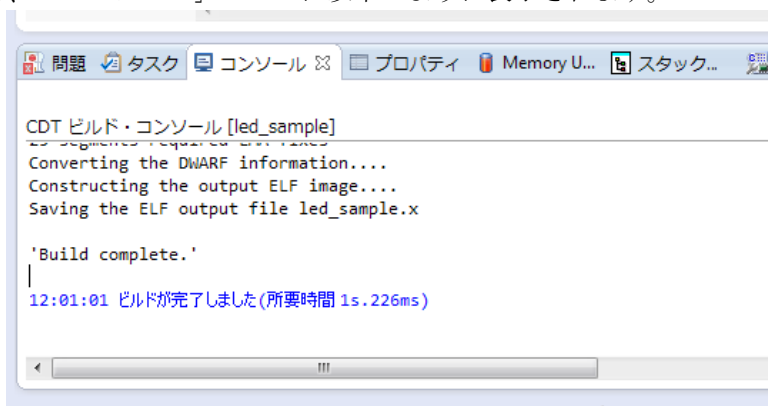 問題 タスク コンソール プロパティ Memory U... スタック...
CDT ビルド・コンソール [led_sample]
Converting the DWARF information....
Constructing the output ELF image....
Saving the ELF output file led_sample.x
'Build complete.'
12:01:01 ビルドが完了しました(所要時間 1s.226ms)